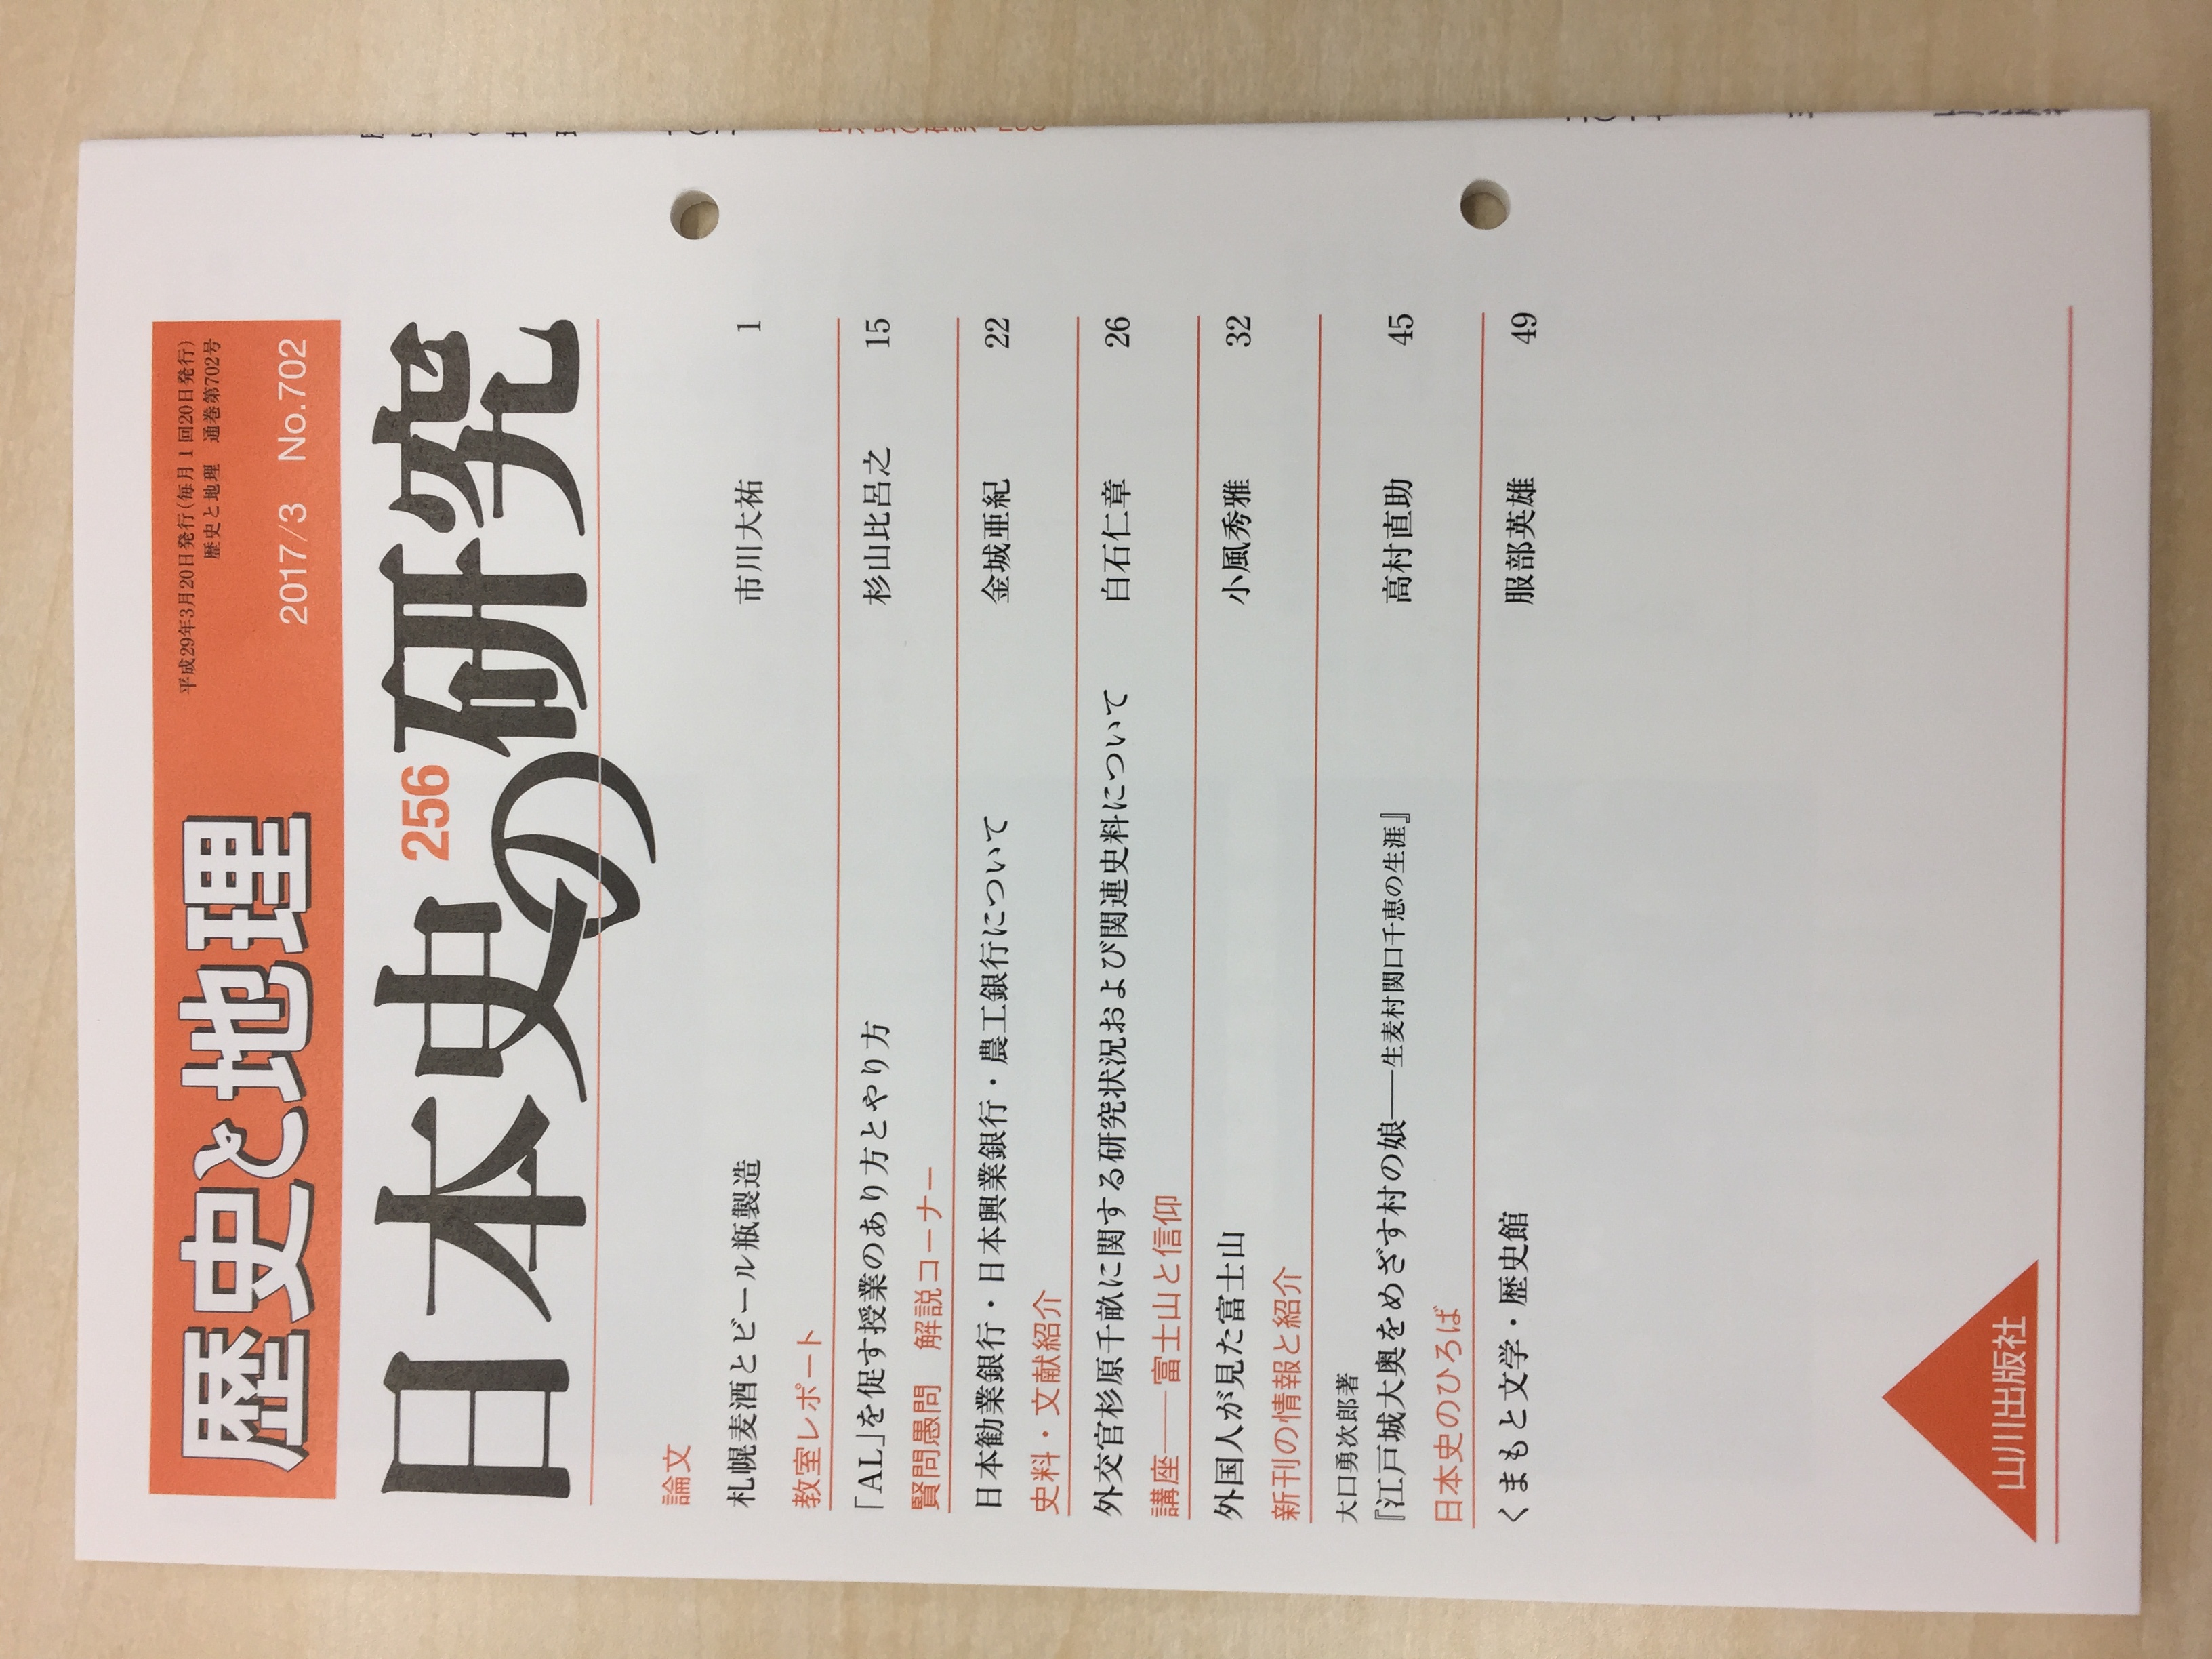 平成29年3月20日発行(毎月1回20日発行)
歴史と地理 通巻第702号
歴史と地理
2017/3 No.702
日本史の研究
256
論文
札幌麦酒とビール瓶製造 市川大祐 1
教室レポート
「AL」を促す授業のあり方とやり方 杉山比呂之 15
賢問愚問 解説コーナー
日本勧業銀行・日本興業銀行・農工銀行について 金城亜紀 22
史料・文献紹介
外交官杉原千畝に関する研究状況および関連史料について 白石仁章 26
講座──富士山と信仰
外国人が見た富士山 小風秀雅 32
新刊の情報と紹介
大口勇次郎著
『江戸城大奥をめざす村の娘──生麦村関口千恵の生涯』 高村直助 45
日本史のひろば
くまもと文学・歴史館 服部英雄 49
山川出版社